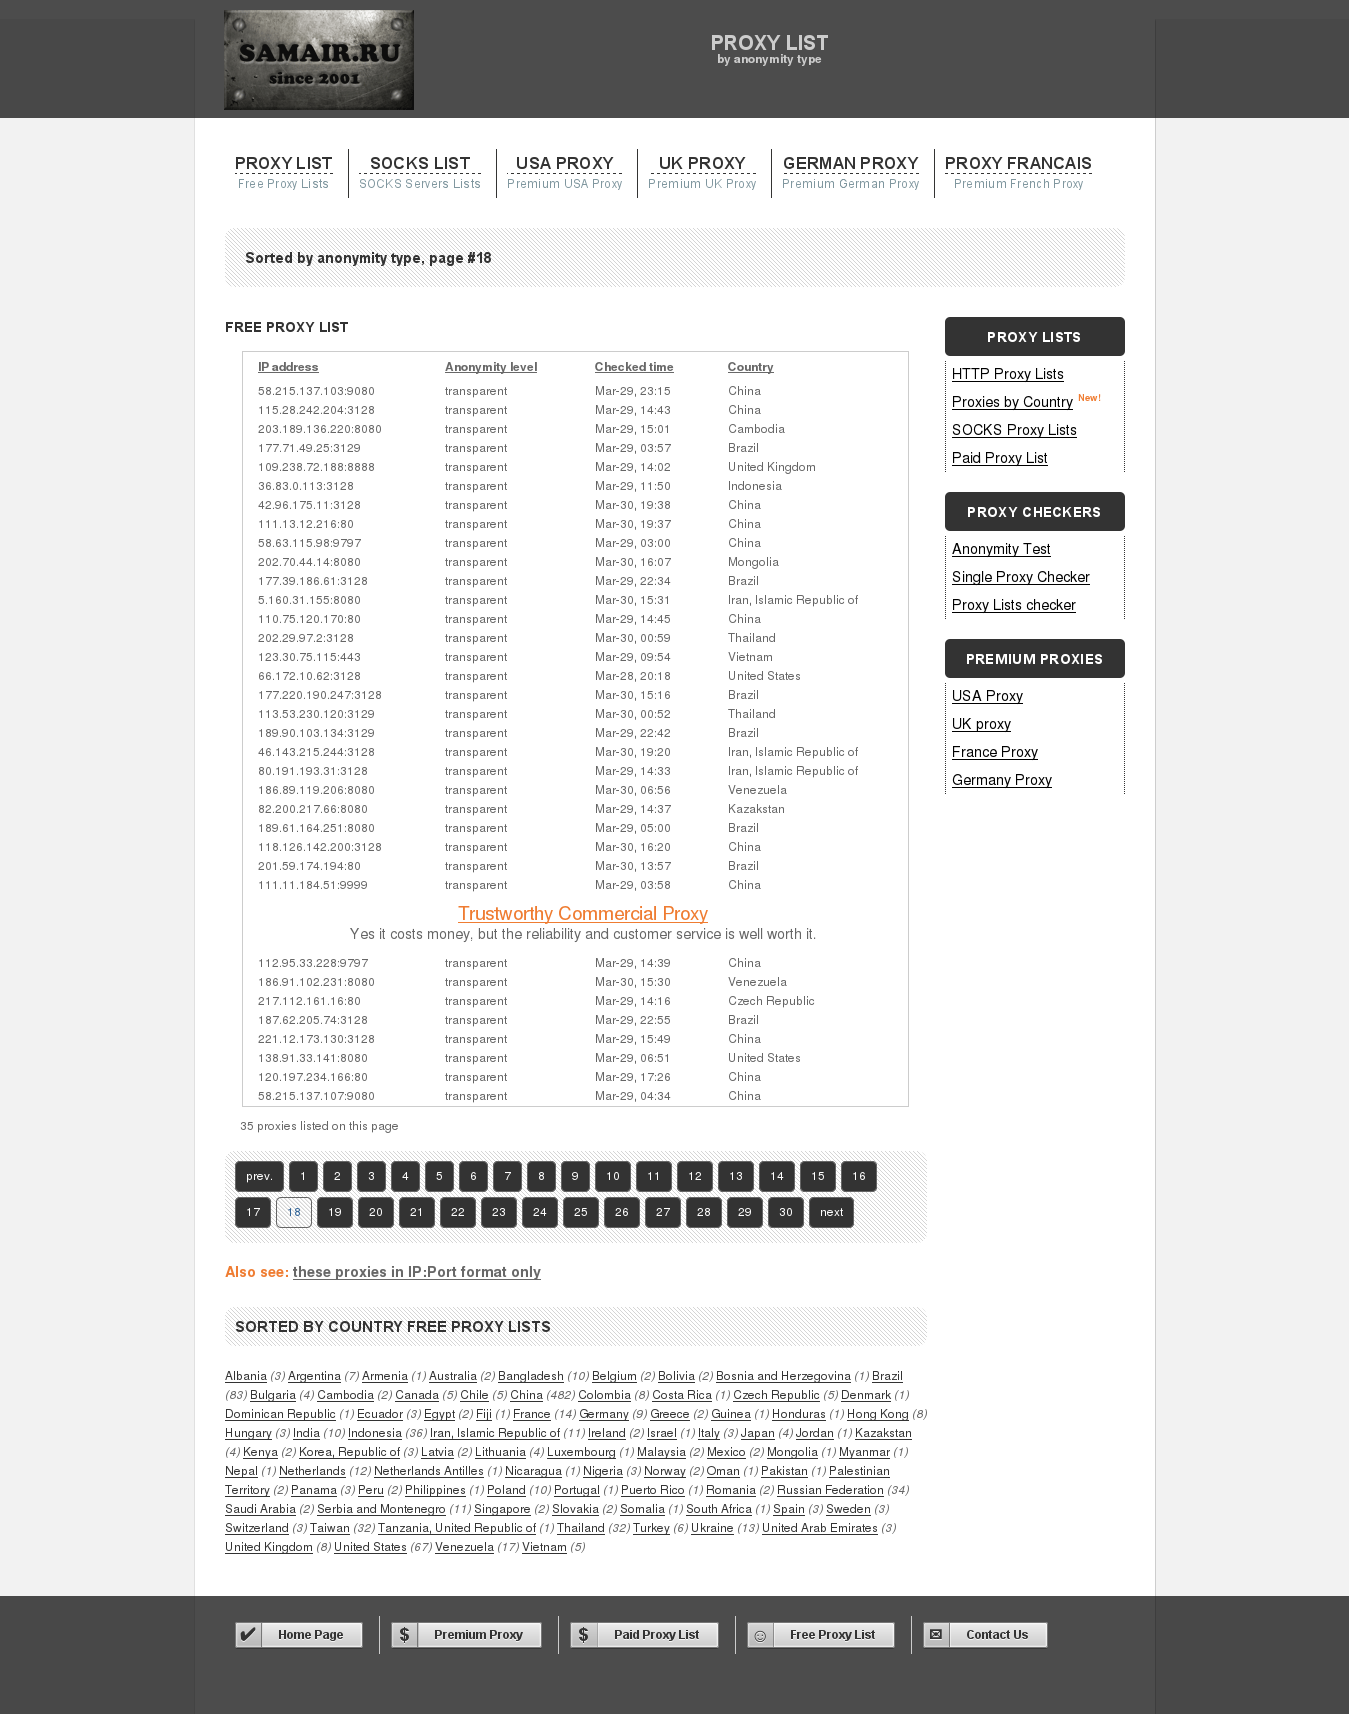 SAMAIR.RU
since 2001
PROXY LIST
by anonymity type
PROXY LIST SOCKS LIST USA PROXY UK PROXY GERMAN PROXY PROXY FRANCAIS
Free Proxy Lists SOCKS Servers Lists Premium USA Proxy Premium UK Proxy Premium German Proxy Premium French Proxy
Sorted by anonymity type, page #18
FREE PROXY LIST
IP address Anonymity level Checked time Country
58.215.137.103:9080 transparent Mar-29, 23:15 China
115.28.242.204:3128 transparent Mar-29, 14:43 China
203.189.136.220:8080 transparent Mar-29, 15:01 Cambodia
177.71.49.25:3129 transparent Mar-29, 03:47 Brazil
109.238.72.188:8888 transparent Mar-29, 14:02 United Kingdom
36.83.0.113:3128 transparent Mar-29, 11:50 Indonesia
42.96.175.11:3128 transparent Mar-30, 19:38 China
111.13.12.216:80 transparent Mar-30, 19:37 China
58.63.115.98:9797 transparent Mar-29, 03:00 China
202.70.44.14:8080 transparent Mar-30, 16:07 Mongolia
177.39.186.61:3128 transparent Mar-29, 22:34 Brazil
5.160.31.155:8080 transparent Mar-30, 15:31 Iran, Islamic Republic of
110.75.120.170:80 transparent Mar-29, 14:45 China
202.29.97.2:3128 transparent Mar-30, 00:59 Thailand
123.30.75.115:443 transparent Mar-29, 09:54 Vietnam
66.172.10.62:3128 transparent Mar-28, 20:18 United States
177.220.190.247:3128 transparent Mar-30, 15:16 Brazil
113.53.230.120:3129 transparent Mar-30, 00:52 Thailand
189.90.103.134:3129 transparent Mar-29, 22:42 Brazil
46.143.215.244:3128 transparent Mar-30, 19:20 Iran, Islamic Republic of
80.191.193.31:3128 transparent Mar-29, 14:33 Iran, Islamic Republic of
186.89.119.206:8080 transparent Mar-30, 06:56 Venezuela
82.200.217.66:8080 transparent Mar-29, 14:37 Kazakstan
189.61.164.251:8080 transparent Mar-29, 05:00 Brazil
118.126.142.200:3128 transparent Mar-30, 16:20 China
201.59.174.194:80 transparent Mar-30, 13:57 Brazil
111.11.184.51:9999 transparent Mar-29, 03:58 China
Trustworthy Commercial Proxy
Yes it costs money, but the reliability and customer service is well worth it.
112.95.33.228:9797 transparent Mar-29, 14:39 China
186.91.102.231:8080 transparent Mar-30, 15:30 Venezuela
217.112.161.16:80 transparent Mar-29, 14:16 Czech Republic
187.62.205.74:3128 transparent Mar-29, 22:55 Brazil
221.12.173.130:3128 transparent Mar-29, 15:49 China
138.91.33.141:8080 transparent Mar-29, 06:51 United States
120.197.234.166:80 transparent Mar-29, 17:26 China
58.215.137.107:9080 transparent Mar-29, 04:34 China
35 proxies listed on this page
prev. 1 2 3 4 5 6 7 8 9 10 11 12 13 14 15 16
17 18 19 20 21 22 23 24 25 26 27 28 29 30 next
Also see: these proxies in IP:Port format only
SORTED BY COUNTRY FREE PROXY LISTS
Albania (3) Argentina (7) Armenia (1) Australia (2) Bangladesh (10) Belgium (2) Bolivia (2) Bosnia and Herzegovina (1) Brazil
(83) Bulgaria (4) Cambodia (2) Canada (5) Chile (5) China (482) Colombia (8) Costa Rica (1) Czech Republic (5) Denmark (1)
Dominican Republic (1) Ecuador (3) Egypt (2) Fiji (1) France (14) Germany (9) Greece (2) Guinea (1) Honduras (1) Hong Kong (8)
Hungary (3) India (10) Indonesia (36) Iran, Islamic Republic of (11) Ireland (2) Israel (1) Italy (3) Japan (4) Jordan (1) Kazakstan
(4) Kenya (2) Korea, Republic of (3) Latvia (2) Lithuania (4) Luxembourg (1) Malaysia (2) Mexico (2) Mongolia (1) Myanmar (1)
Nepal (1) Netherlands (12) Netherlands Antilles (1) Nicaragua (1) Nigeria (3) Norway (2) Oman (1) Pakistan (1) Palestinian
Territory (2) Panama (3) Peru (2) Philippines (1) Poland (10) Portugal (1) Puerto Rico (1) Romania (2) Russian Federation (34)
Saudi Arabia (2) Serbia and Montenegro (11) Singapore (2) Slovakia (2) Somalia (1) South Africa (1) Spain (3) Sweden (3)
Switzerland (3) Taiwan (32) Tanzania, United Republic of (1) Thailand (32) Turkey (6) Ukraine (13) United Arab Emirates (3)
United Kingdom (8) United States (67) Venezuela (17) Vietnam (5)
PROXY LISTS
HTTP Proxy Lists
Proxies by Country New!
SOCKS Proxy Lists
Paid Proxy List
PROXY CHECKERS
Anonymity Test
Single Proxy Checker
Proxy Lists checker
PREMIUM PROXIES
USA Proxy
UK proxy
France Proxy
Germany Proxy
✔ Home Page $ Premium Proxy $ Paid Proxy List ☺ Free Proxy List ✉ Contact Us